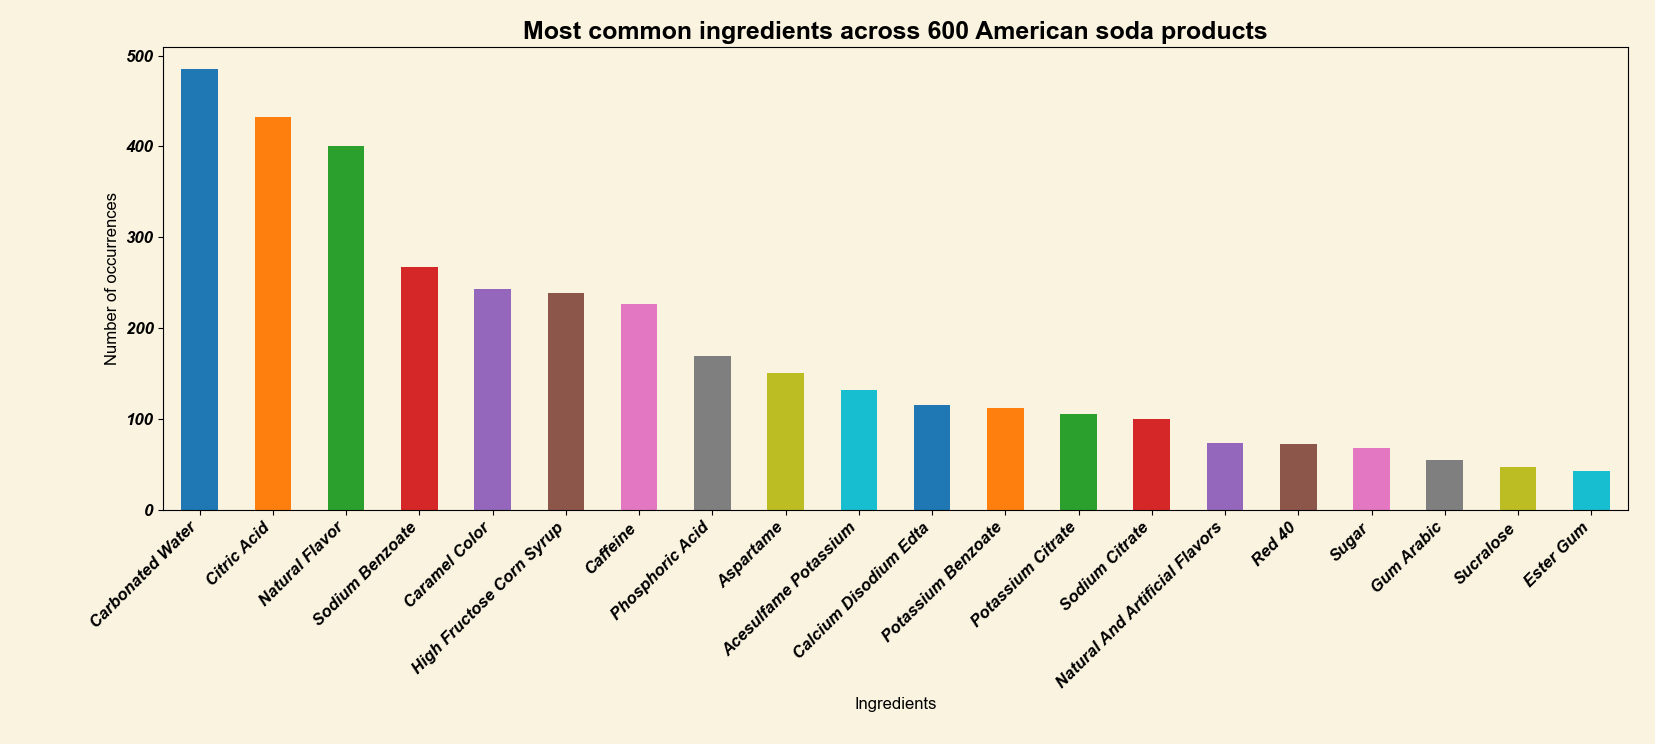 Most common ingredients across 600 American soda products
500
400
300
200
100
0
Number of occurrences
Carbonated Water
Citric Acid
Natural Flavor
Sodium Benzoate
Caramel Color
High Fructose Corn Syrup
Caffeine
Phosphoric Acid
Aspartame
Acesulfame Potassium
Calcium Disodium Edta
Potassium Benzoate
Potassium Citrate
Sodium Citrate
Natural And Artificial Flavors
Red 40
Sugar
Gum Arabic
Sucralose
Ester Gum
Ingredients